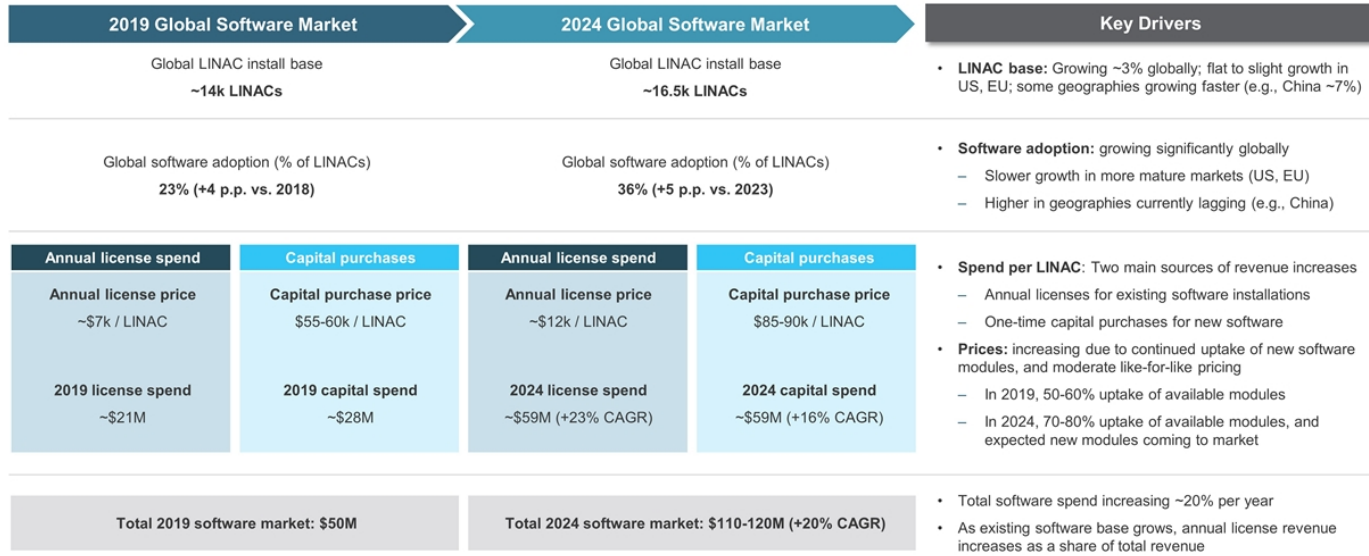 2019 Global Software Market
2024 Global Software Market
Key Drivers
Global LINAC install base
~14k LINACs
Global LINAC install base
~16.5k LINACs
• LINAC base: Growing ~3% globally; flat to slight growth in
US, EU; some geographies growing faster (e.g., China ~7%)
Global software adoption (% of LINACs)
23% (+4 p.p. vs. 2018)
Global software adoption (% of LINACs)
36% (+5 p.p. vs. 2023)
• Software adoption: growing significantly globally
– Slower growth in more mature markets (US, EU)
– Higher in geographies currently lagging (e.g., China)
Annual license spend
Annual license price
~$7k / LINAC
2019 license spend
~$21M
Capital purchases
Capital purchase price
$55-60k / LINAC
2019 capital spend
~$28M
Annual license spend
Annual license price
~$12k / LINAC
2024 license spend
~$59M (+23% CAGR)
Capital purchases
Capital purchase price
$85-90k / LINAC
2024 capital spend
~$59M (+16% CAGR)
• Spend per LINAC: Two main sources of revenue increases
– Annual licenses for existing software installations
– One-time capital purchases for new software
• Prices: increasing due to continued uptake of new software
modules, and moderate like-for-like pricing
– In 2019, 50-60% uptake of available modules
– In 2024, 70-80% uptake of available modules, and
expected new modules coming to market
Total 2019 software market: $50M
Total 2024 software market: $110-120M (+20% CAGR)
• Total software spend increasing ~20% per year
• As existing software base grows, annual license revenue
increases as a share of total revenue